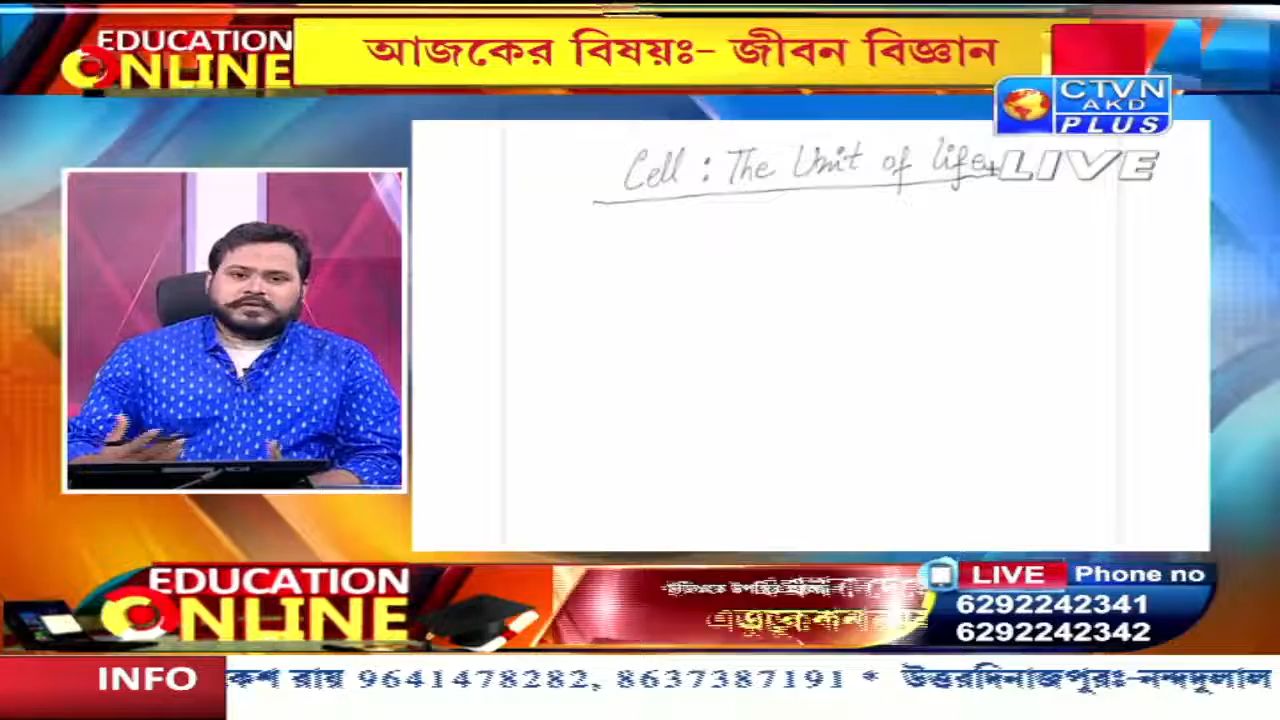 EDUCATION
ONLINE
আজকের বিষয়ঃ- জীবন বিজ্ঞান
CTVN
AKD
PLUS
LIVE
Cell : The Unit of life
EDUCATION
ONLINE
LIVE Phone no
6292242341
6292242342
INFO
কেশ রায় 9641478282, 8637387191 * উত্তরদিনাজপুরঃ-নন্দদুলাল